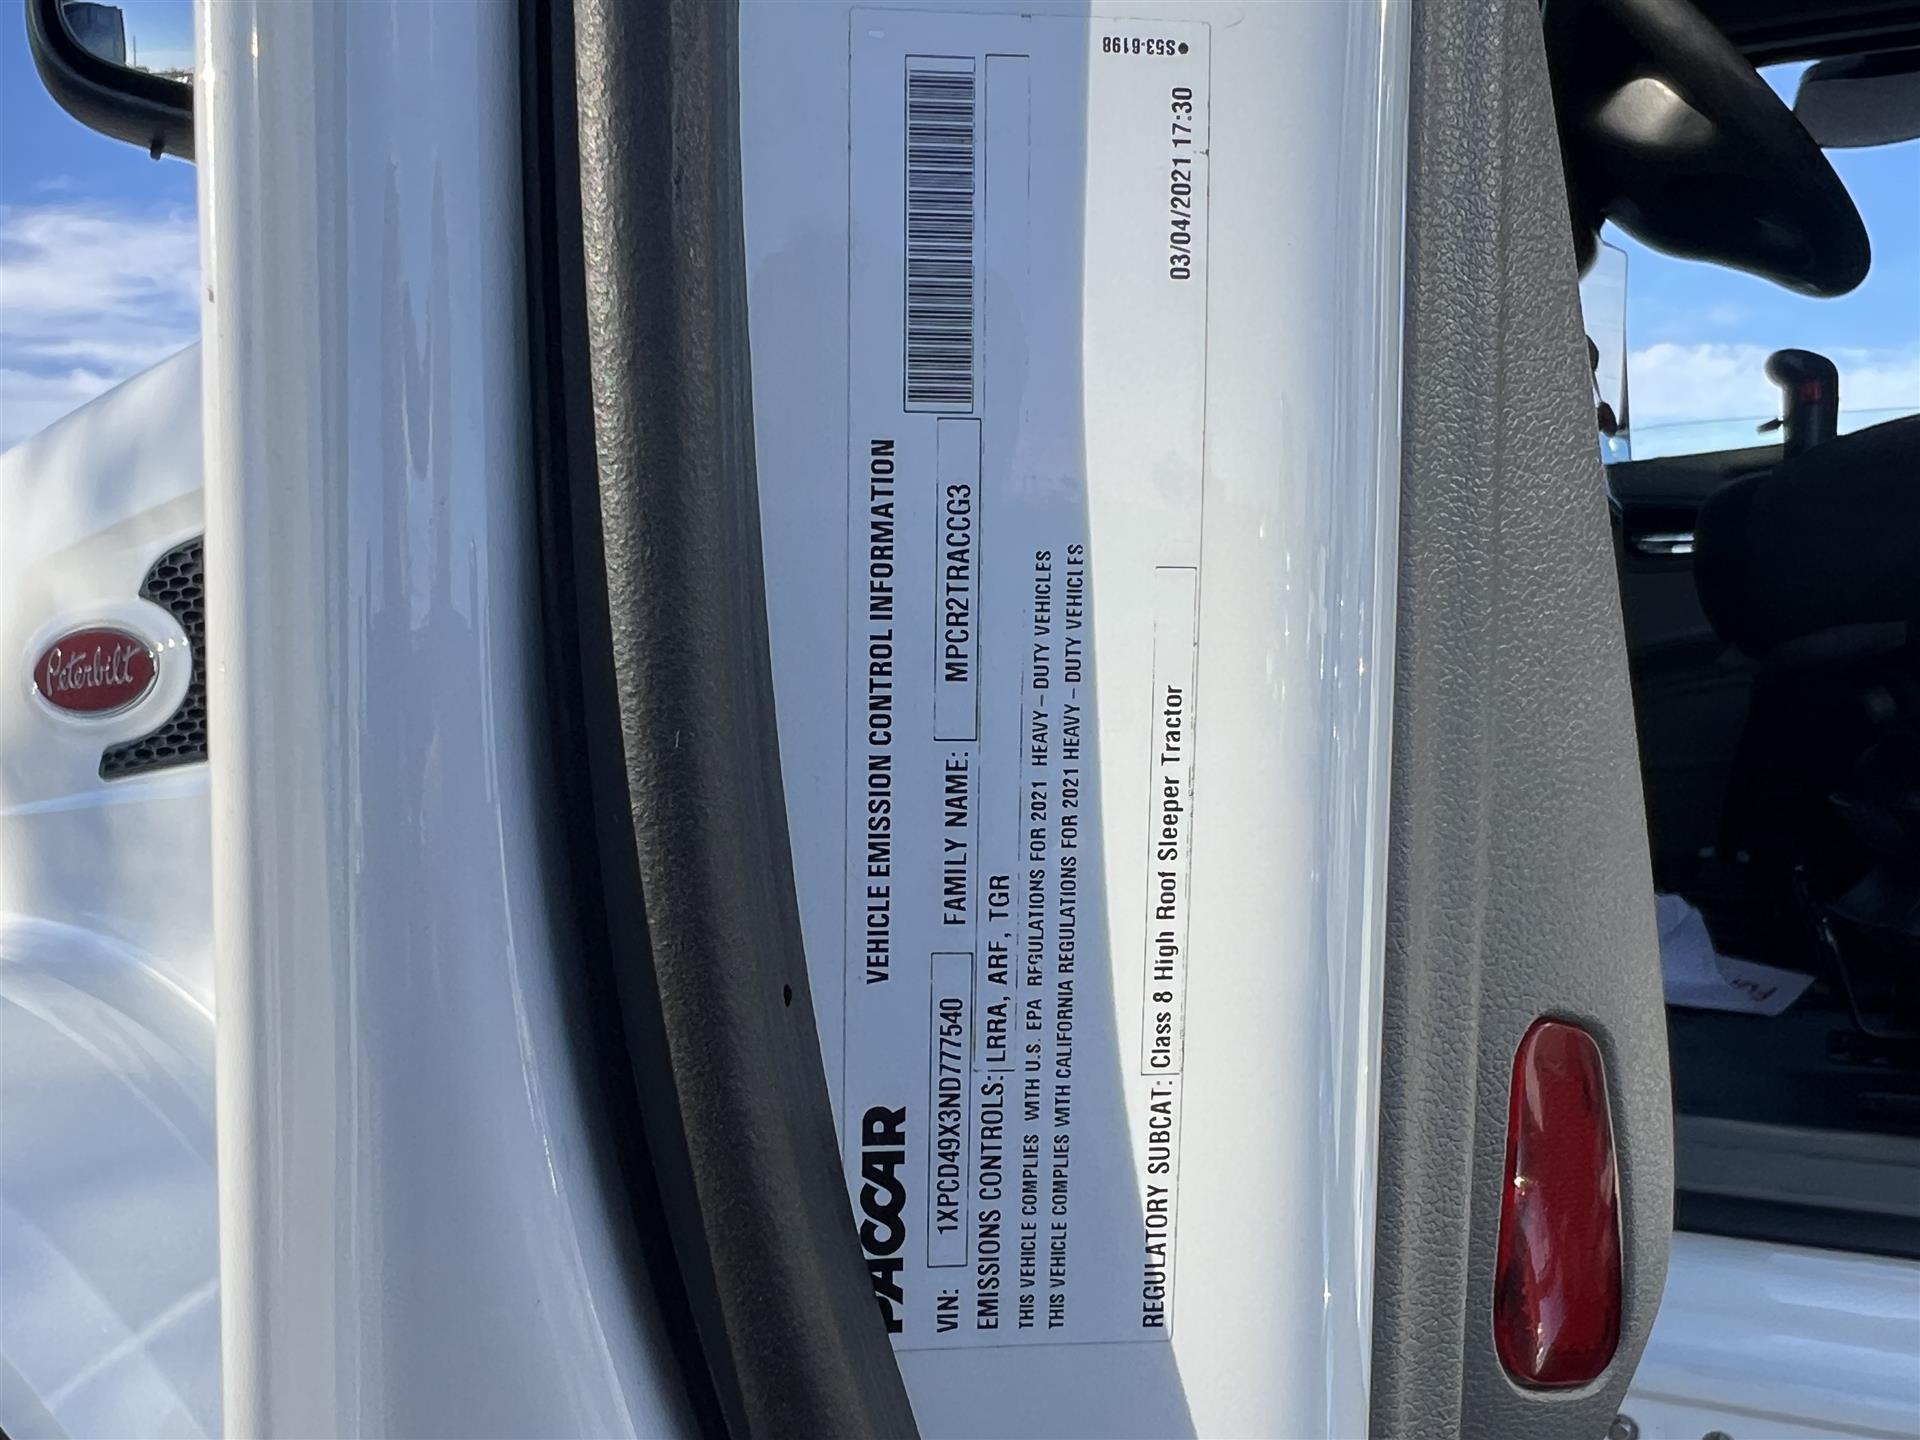 PACCAR
VEHICLE EMISSION CONTROL INFORMATION
VIN: 1XPCD49X3ND777540 FAMILY NAME: MPCR2TRACCG3
EMISSIONS CONTROLS: LRRA, ARF, TGR
THIS VEHICLE COMPLIES WITH U.S. EPA REGULATIONS FOR 2021 HEAVY – DUTY VEHICLES
THIS VEHICLE COMPLIES WITH CALIFORNIA REGULATIONS FOR 2021 HEAVY – DUTY VEHICLES
REGULATORY SUBCAT: Class 8 High Roof Sleeper Tractor
03/04/2021 17:30
S53-6198
Peterbilt